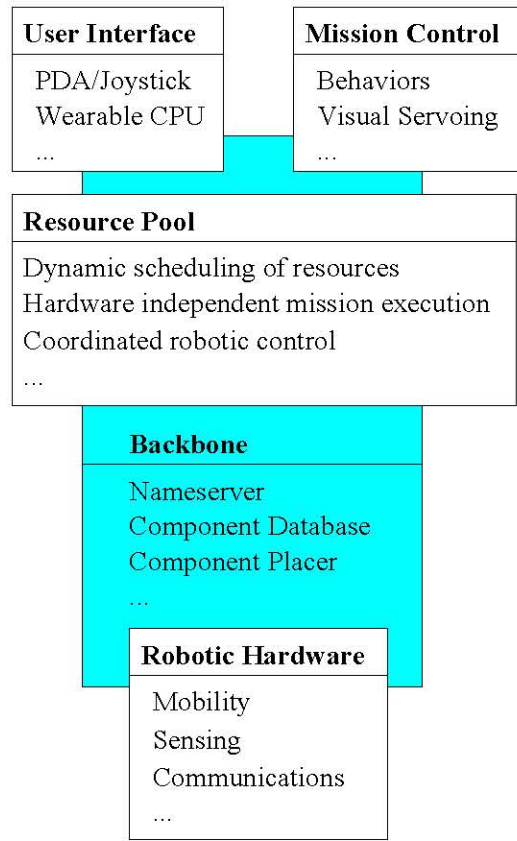 User Interface
PDA/Joystick
Wearable CPU
...
Mission Control
Behaviors
Visual Servoing
...
Resource Pool
Dynamic scheduling of resources
Hardware independent mission execution
Coordinated robotic control
...
Backbone
Nameserver
Component Database
Component Placer
...
Robotic Hardware
Mobility
Sensing
Communications
...